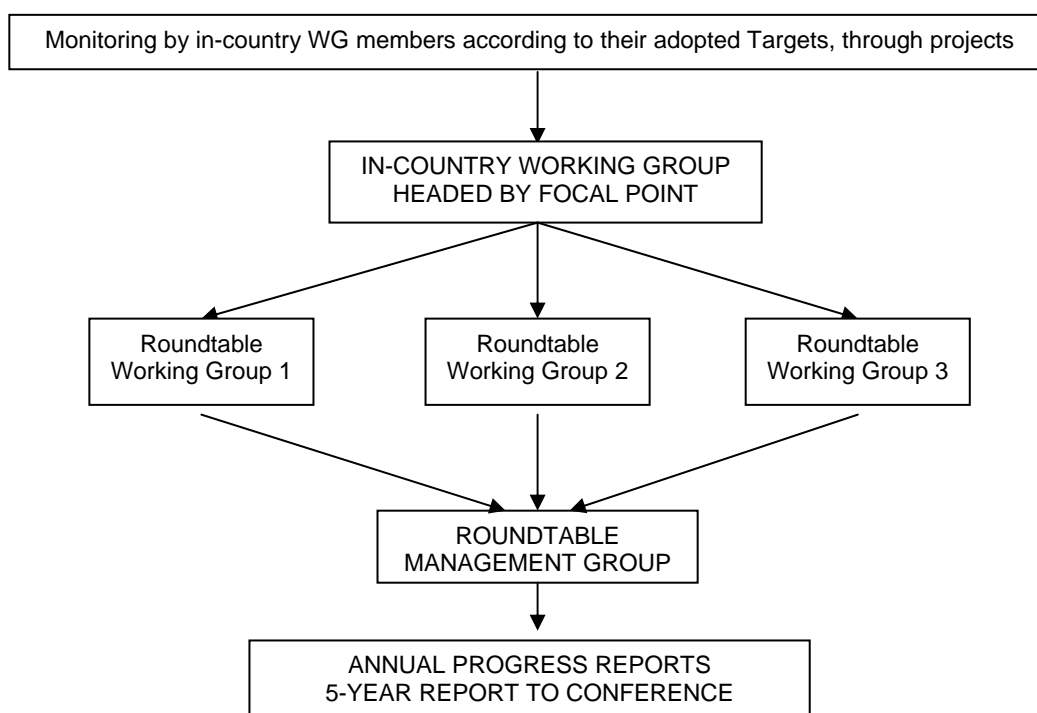 Monitoring by in-country WG members according to their adopted Targets, through projects
IN-COUNTRY WORKING GROUP
HEADED BY FOCAL POINT
Roundtable
Working Group 1
Roundtable
Working Group 2
Roundtable
Working Group 3
ROUNDTABLE
MANAGEMENT GROUP
ANNUAL PROGRESS REPORTS
5-YEAR REPORT TO CONFERENCE